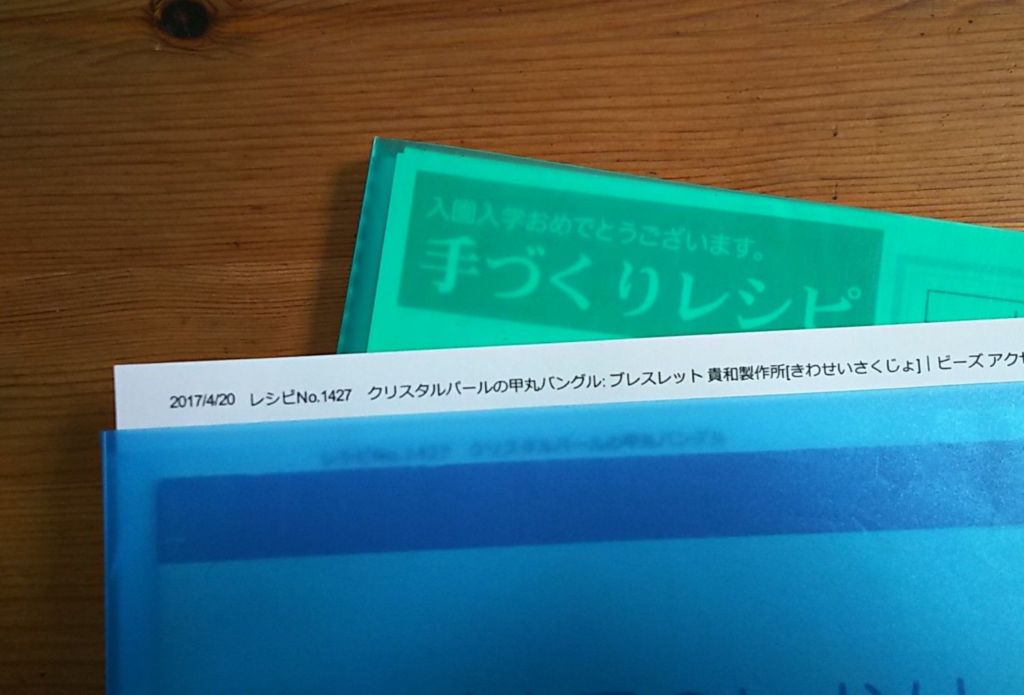 入園入学おめでとうございます。
手づくりレシピ
2017/4/20 レシピNo.1427 クリスタルパールの甲丸バングル: ブレスレット 貴和製作所[きわせいさくじょ] | ビーズ アクセ
レシピNo.1427 クリスタルパールの甲丸バングル